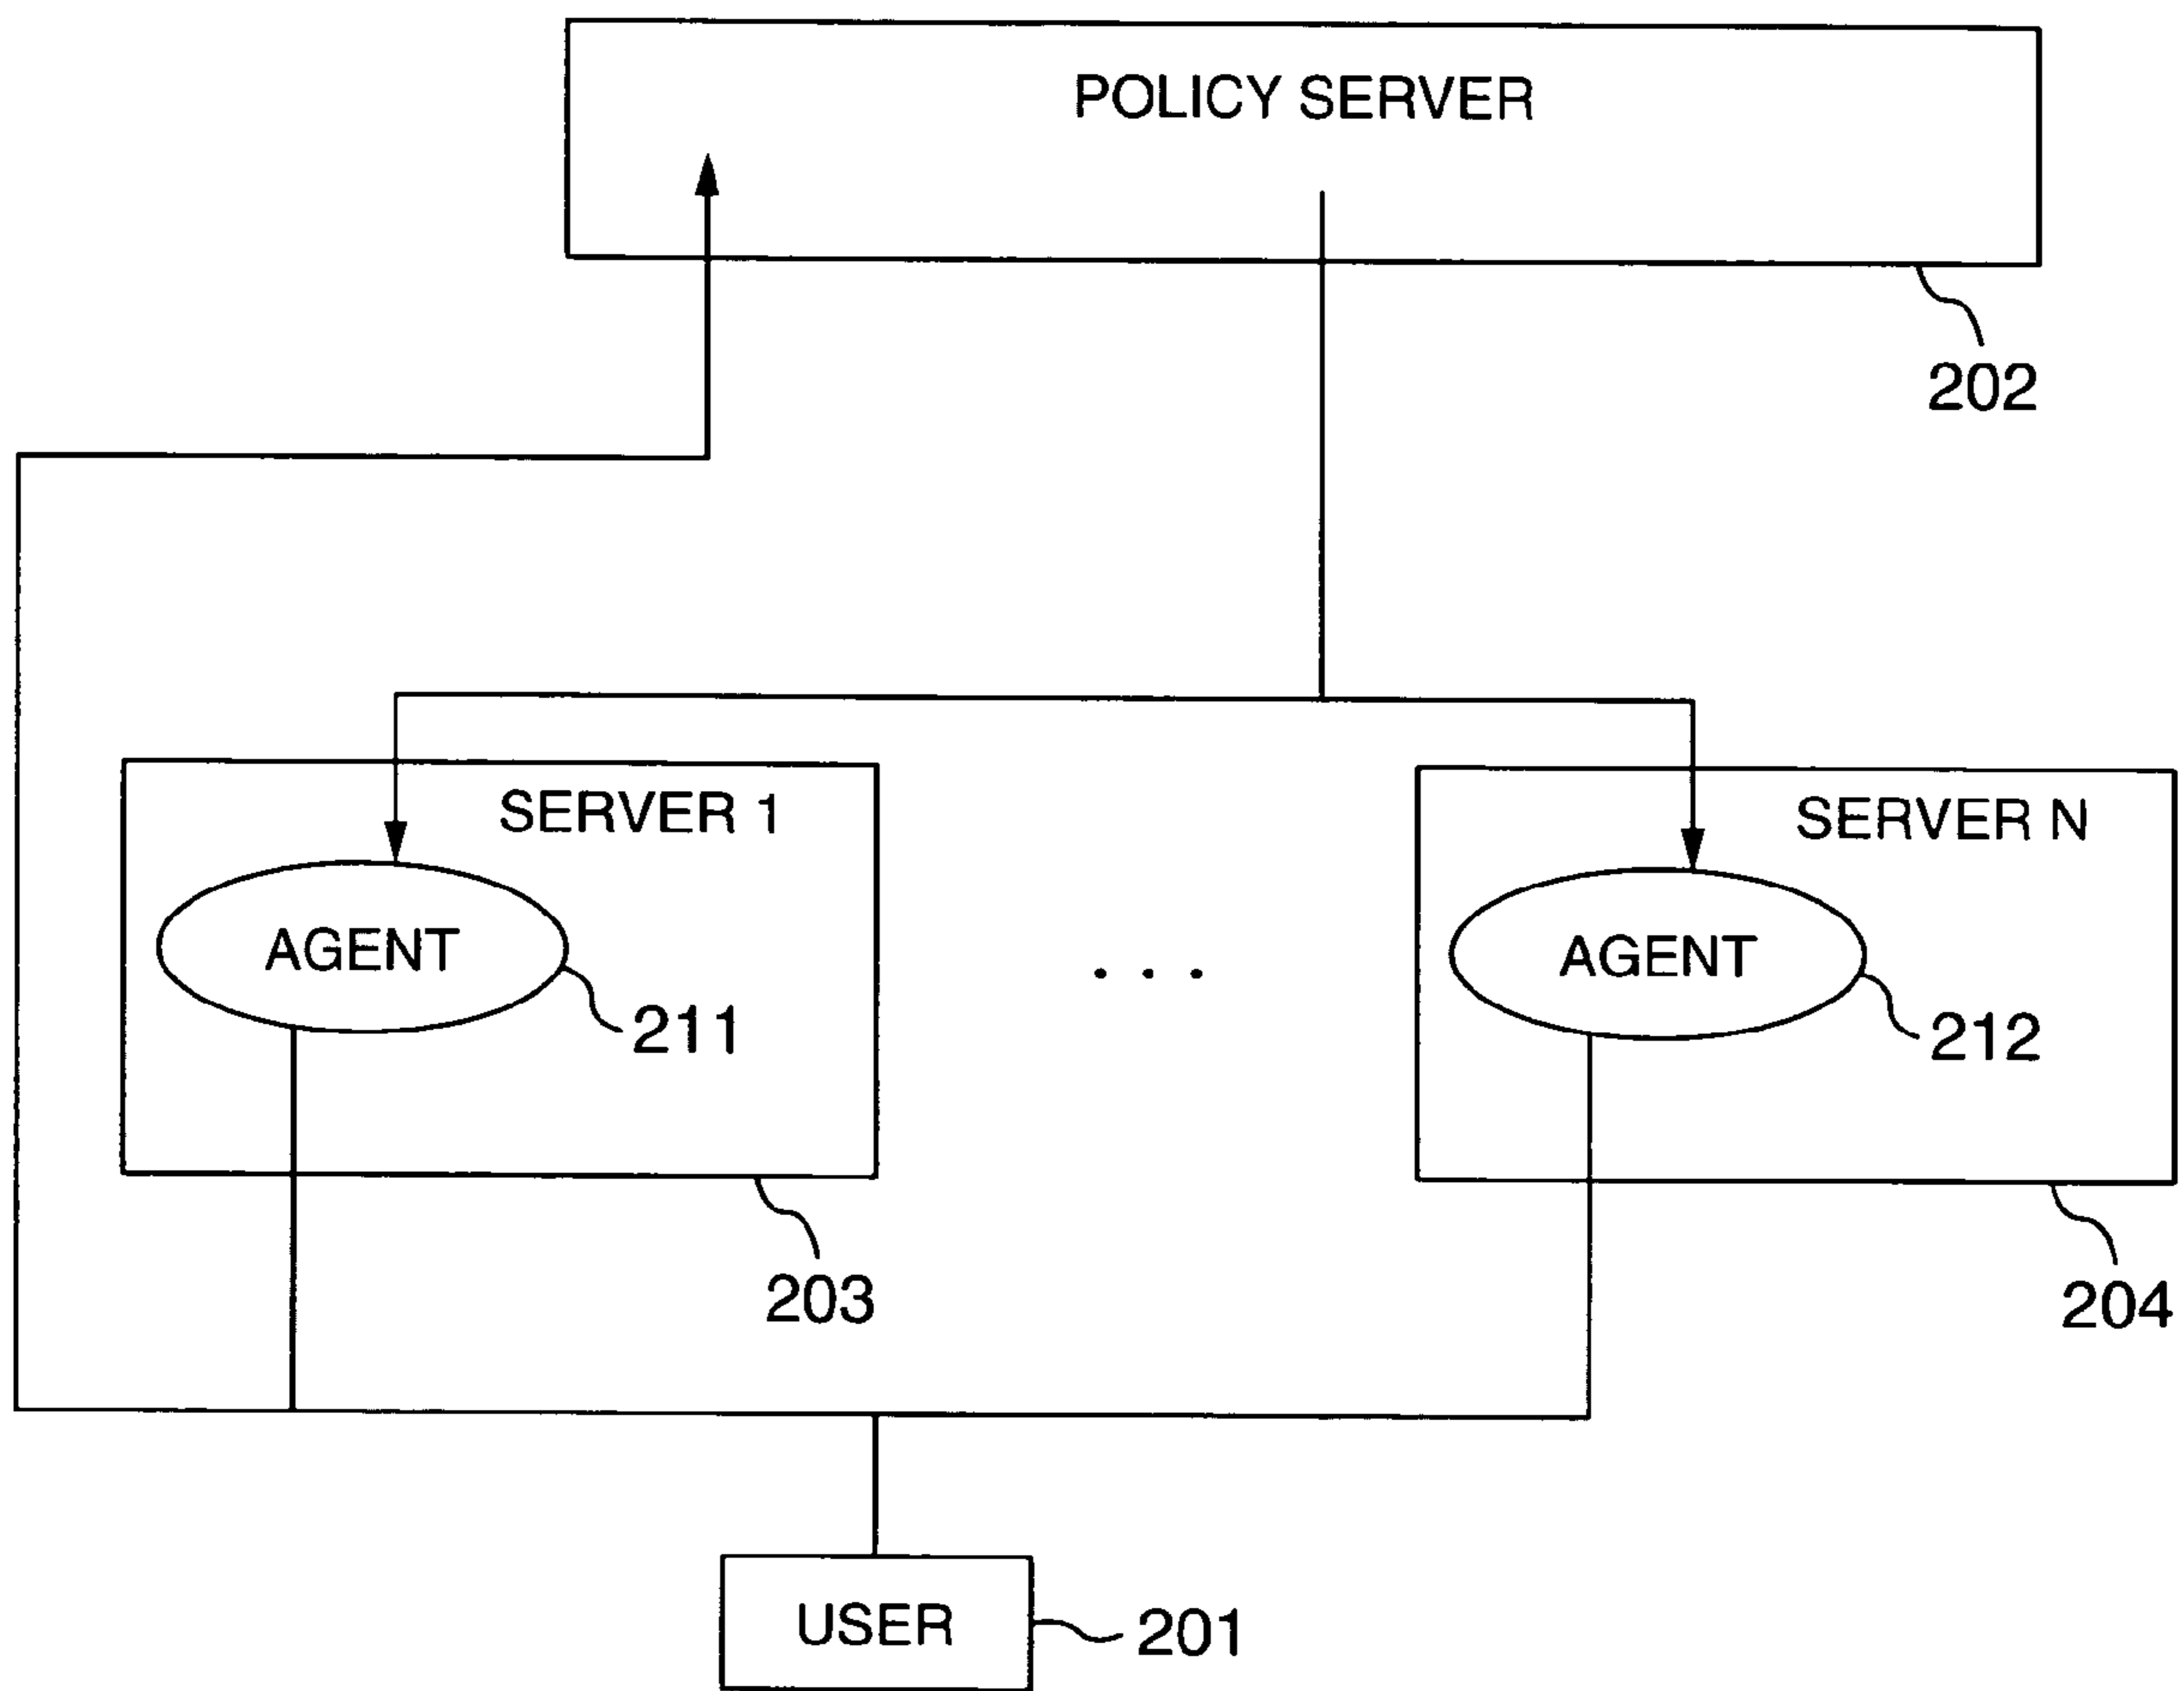 POLICY SERVER
202
SERVER 1
SERVER N
AGENT
AGENT
. . .
211
212
203
204
USER
201